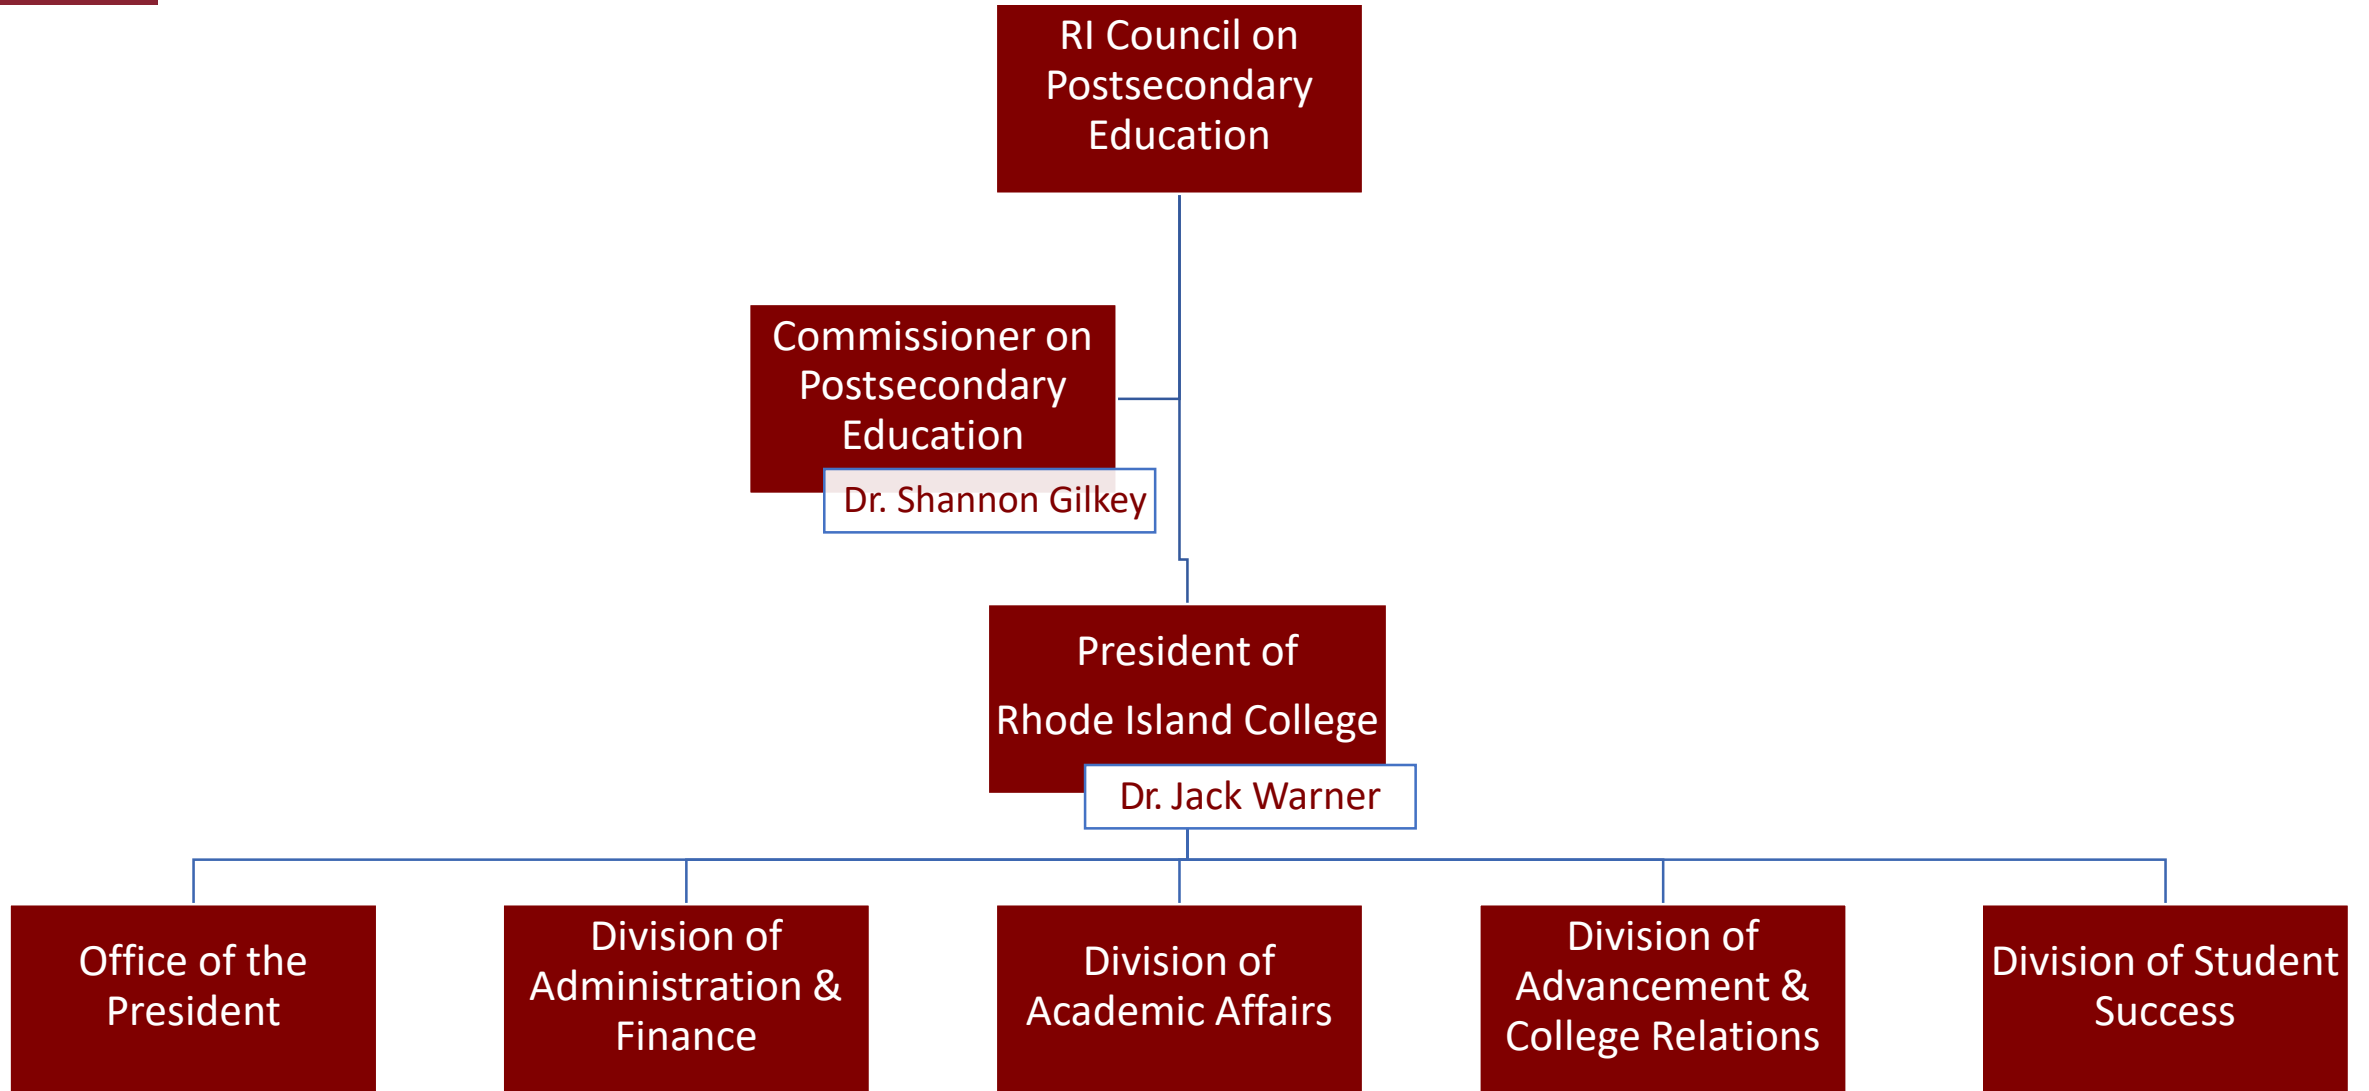 RI Council on
Postsecondary
Education
Commissioner on
Postsecondary
Education
Dr. Shannon Gilkey
President of
Rhode Island College
Dr. Jack Warner
Office of the
President
Division of
Administration &
Finance
Division of
Academic Affairs
Division of
Advancement &
College Relations
Division of Student
Success